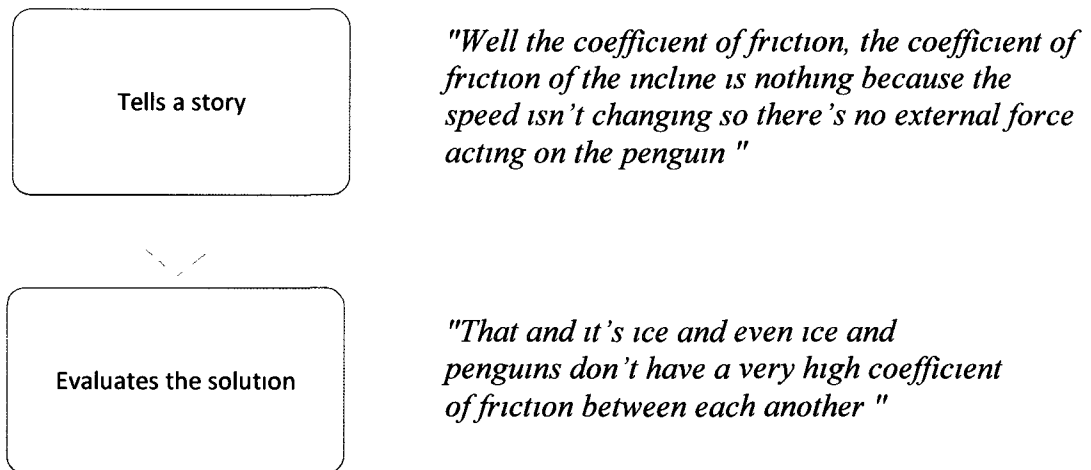 Tells a story
"Well the coefficient of friction, the coefficient of
friction of the incline is nothing because the
speed isn't changing so there's no external force
acting on the penguin "
Evaluates the solution
"That and it's ice and even ice and
penguins don't have a very high coefficient
of friction between each another "